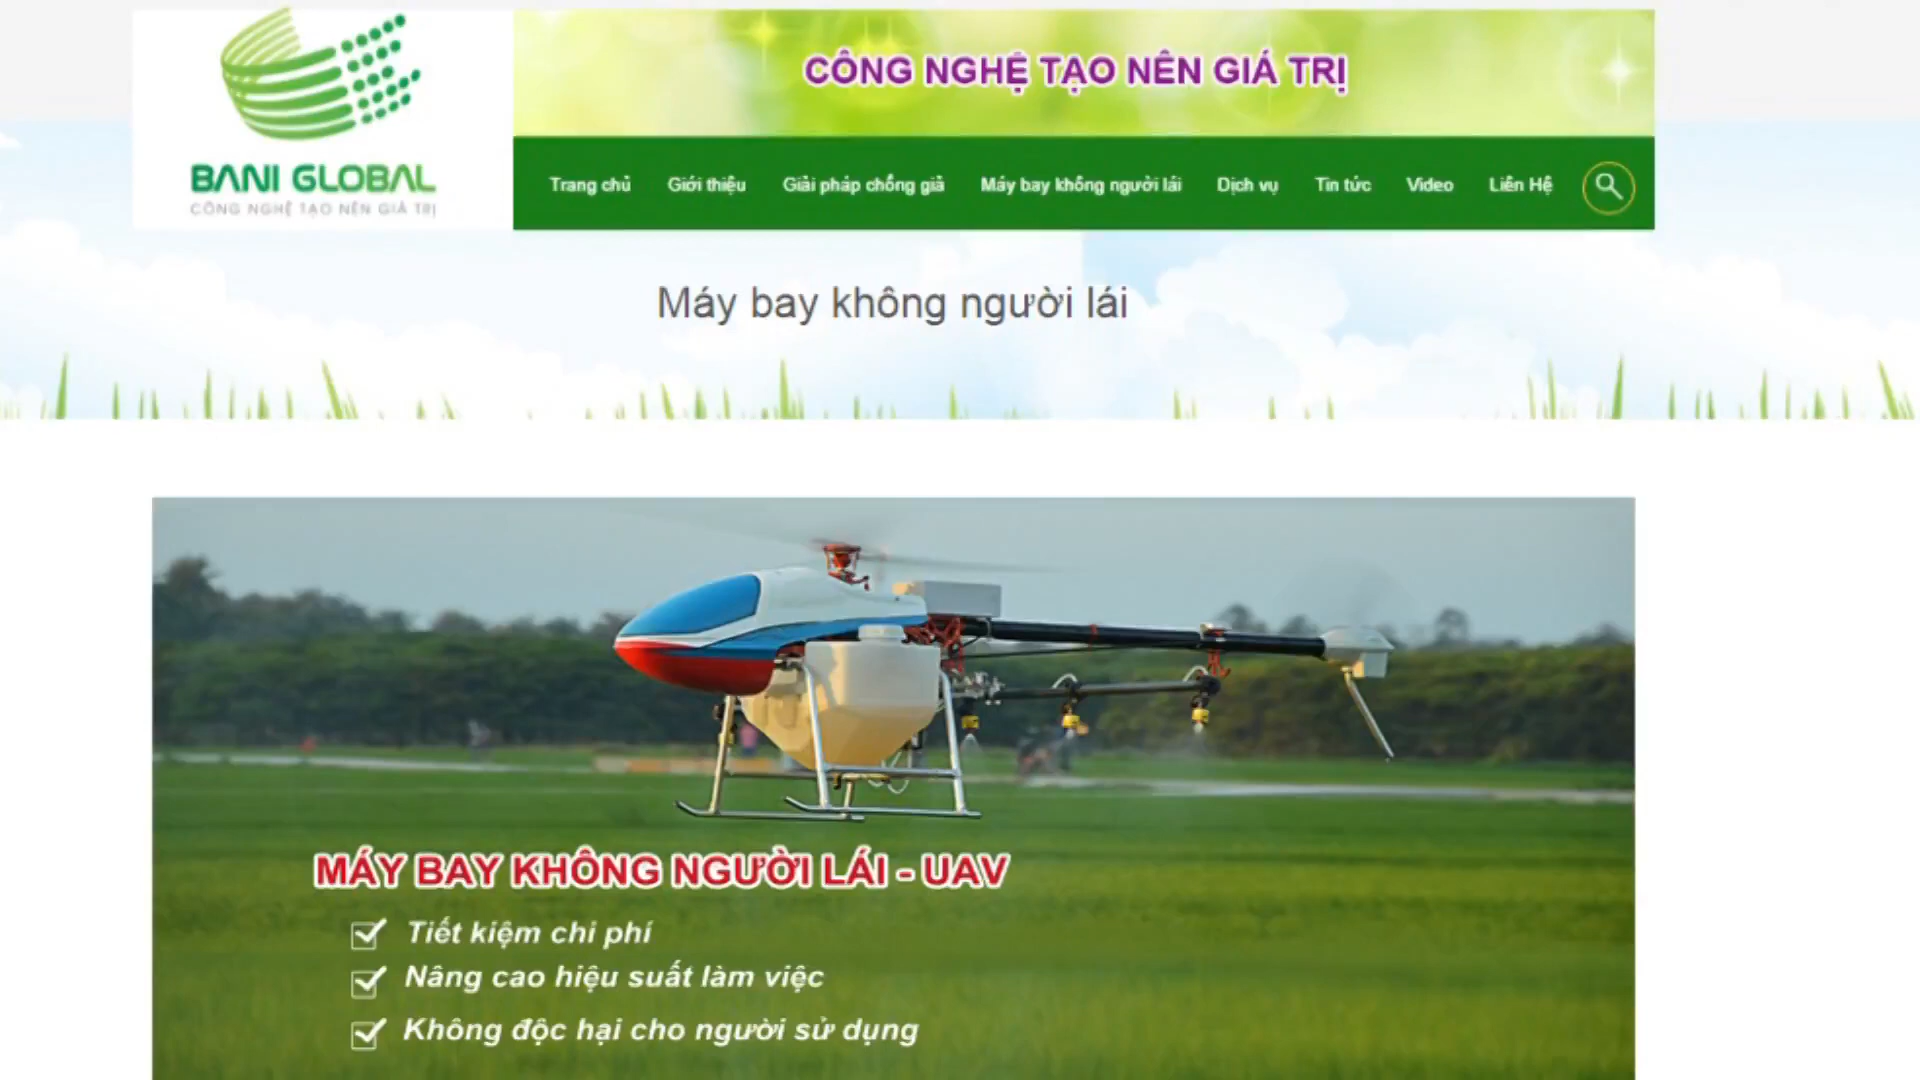 CÔNG NGHỆ TẠO NÊN GIÁ TRỊ
BANI GLOBAL
CÔNG NGHỆ TẠO NÊN GIÁ TRỊ
Trang chủ Giới thiệu Giải pháp chống giả Máy bay không người lái Dịch vụ Tin tức Video Liên Hệ
Máy bay không người lái
MÁY BAY KHÔNG NGƯỜI LÁI - UAV
Tiết kiệm chi phí
Nâng cao hiệu suất làm việc
Không độc hại cho người sử dụng